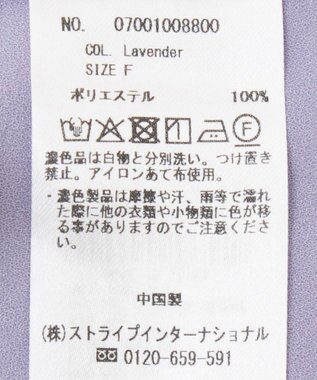 NO. 07001008800
COL. Lavender
SIZE F
ポリエステル 100%
F
濃色品は白物と分別洗い。つけ置き
禁止。アイロンあて布使用。
・濃色製品は摩擦や汗、雨等で濡れ
た際に他の衣類や小物類に色が移
る事がありますのでご注意くださ
い。
中国製
(株)ストライプインターナショナル
0120-659-591